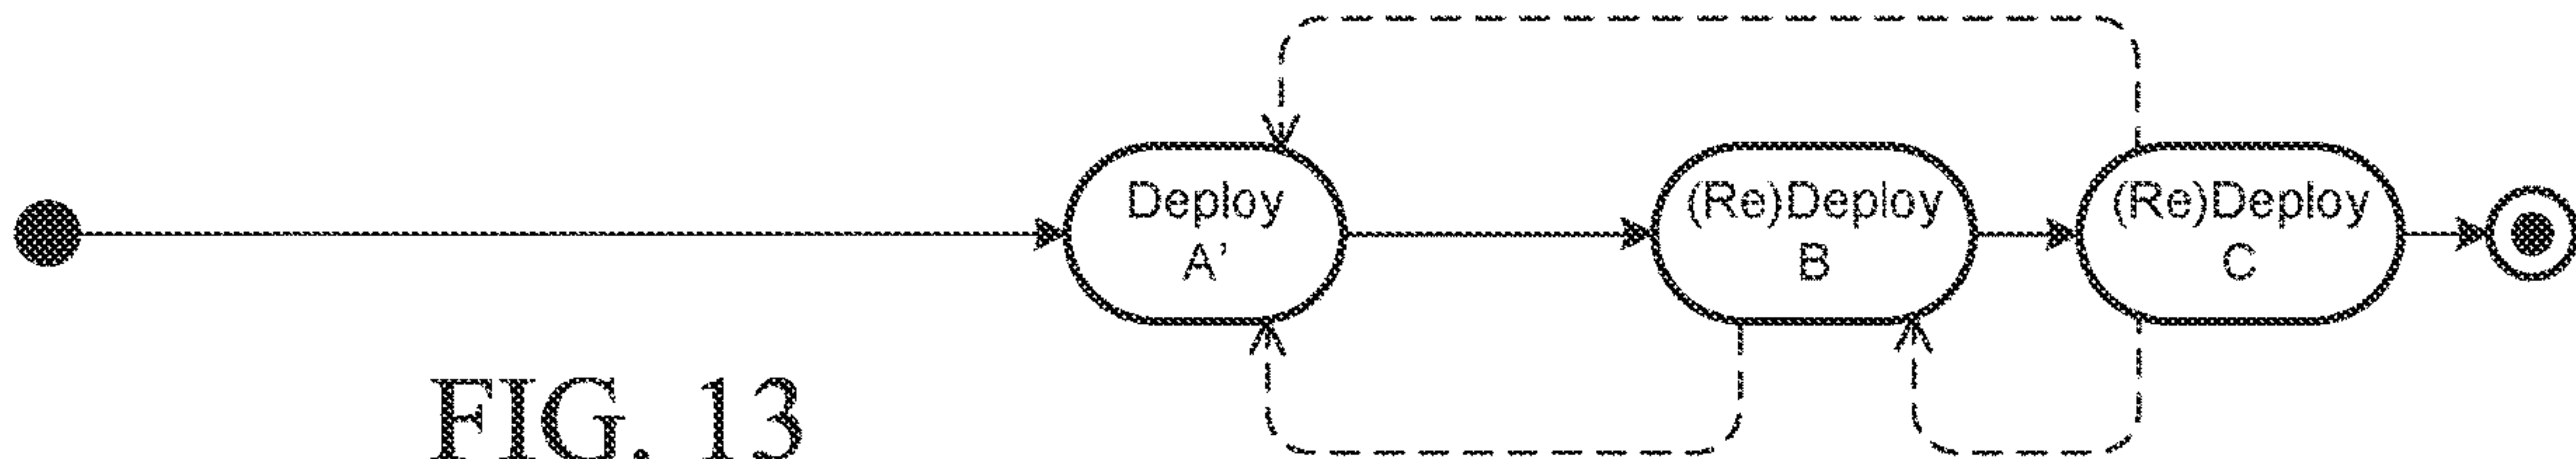 Deploy
A’
(Re)Deploy
B
(Re)Deploy
C
FIG. 13